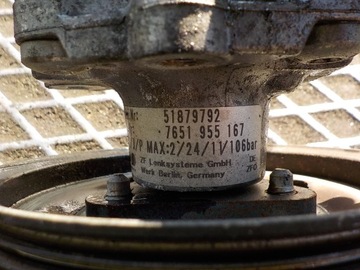 51879792
7651 955 167
P MAX:2/24/11/106bar
ZF Lenksysteme GmbH
Werk Berlin, Germany